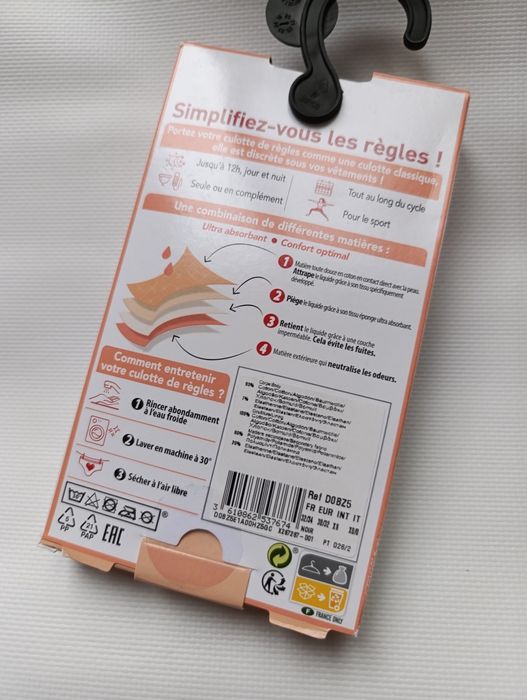 Simplifiez-vous les règles !
Portez votre culotte de règles comme une culotte classique,
elle est discrète sous vos vêtements !
Jusqu'à 12h, jour et nuit
Tout au long du cycle
Seule ou en complément
Pour le sport
Une combinaison de différentes matières :
Ultra absorbant • Confort optimal
1 Matière toute douce en coton en contact direct avec la peau.
Attrape le liquide grâce à son tissu spécifiquement
développé.
2 Piège le liquide grâce à son tissu éponge ultra absorbant.
3 Retient le liquide grâce à une couche
imperméable. Cela évite les fuites.
4 Matière extérieure qui neutralise les odeurs.
Comment entretenir
votre culotte de règles ?
1 Rincer abondamment
à l'eau froide
2 Laver en machine à 30°
3 Sécher à l'air libre
Réf D0BZ5
FR EUR INT IT
NOIR
3 610862 537674
5
PP
21
PAP
EAC
FRANCE ONLY